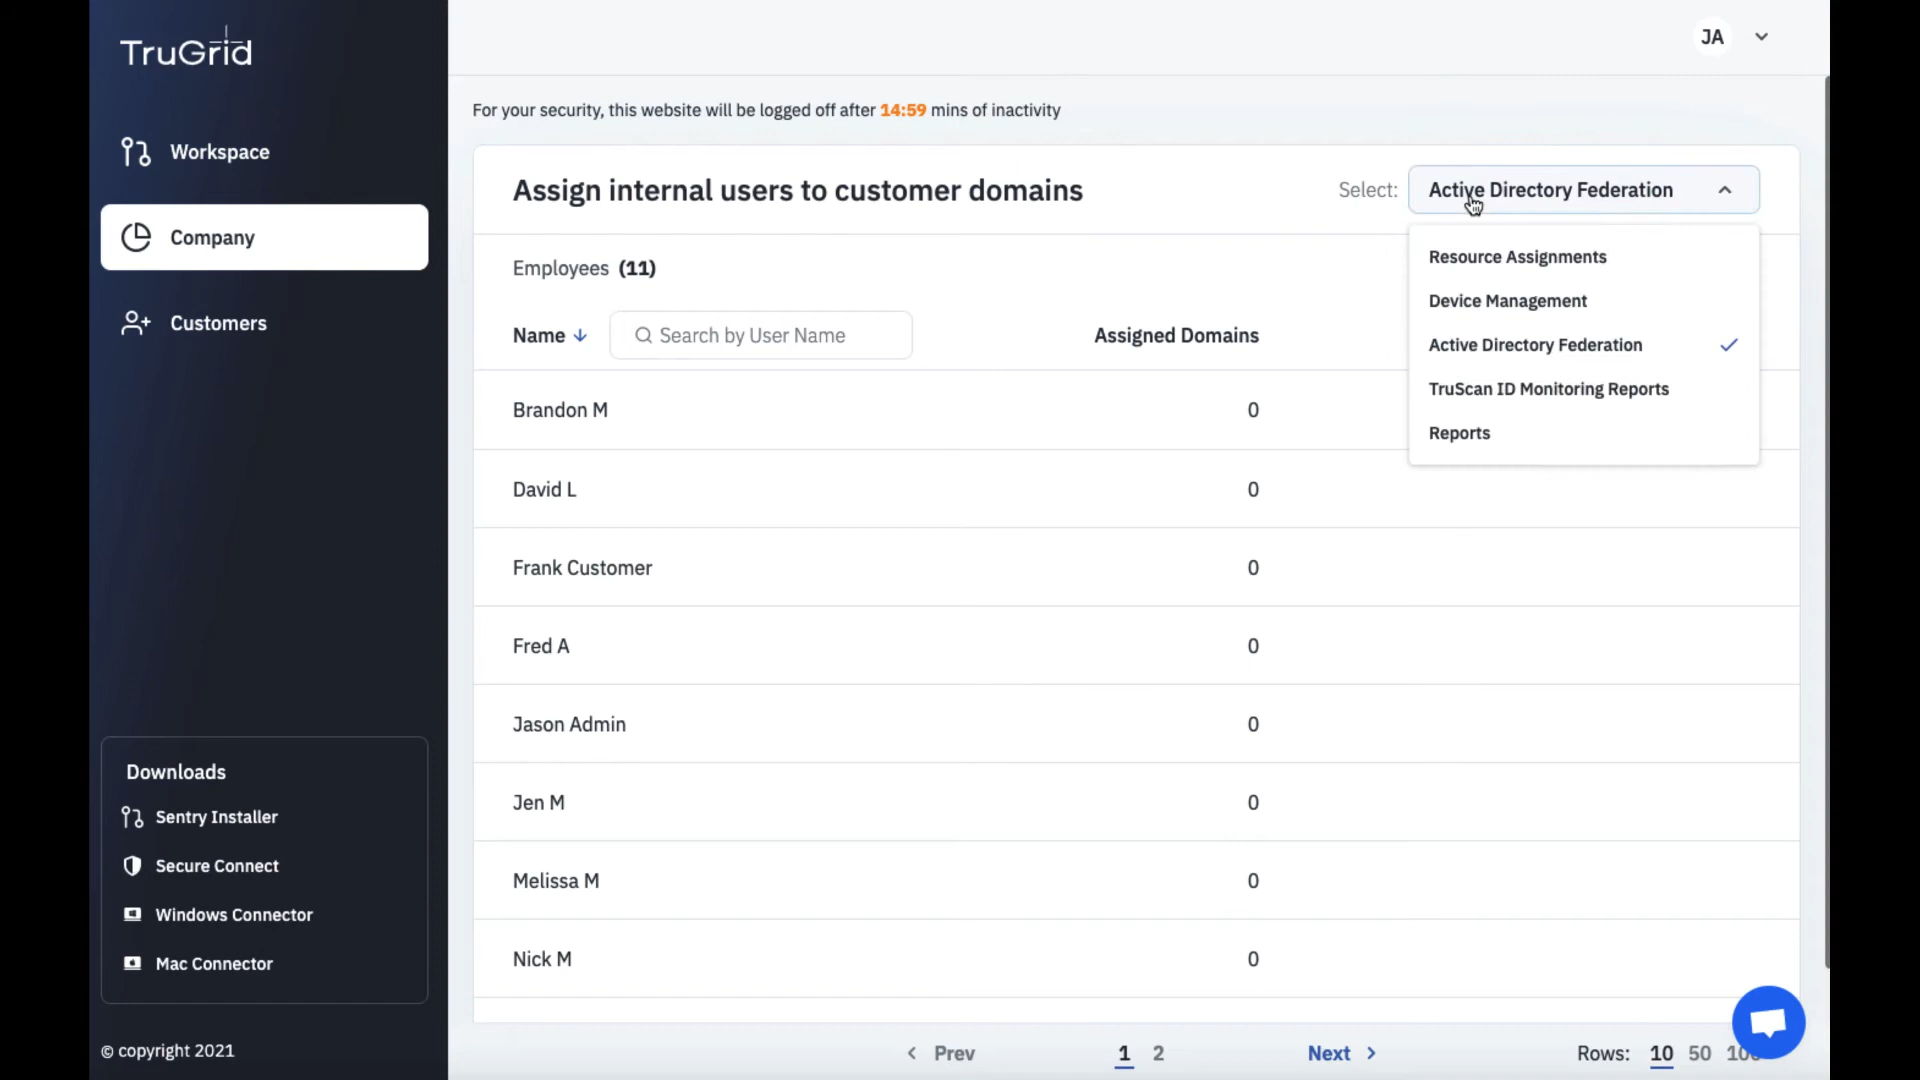 TruGrid
JA
Workspace
Company
Customers
For your security, this website will be logged off after 14:59 mins of inactivity
Assign internal users to customer domains
Select: Active Directory Federation
Resource Assignments
Device Management
Active Directory Federation
TruScan ID Monitoring Reports
Reports
Employees (11)
Name Search by User Name Assigned Domains
Brandon M 0
David L 0
Frank Customer 0
Fred A 0
Jason Admin 0
Jen M 0
Melissa M 0
Nick M 0
Downloads
Sentry Installer
Secure Connect
Windows Connector
Mac Connector
© copyright 2021
Prev 1 2 Next Rows: 10 50